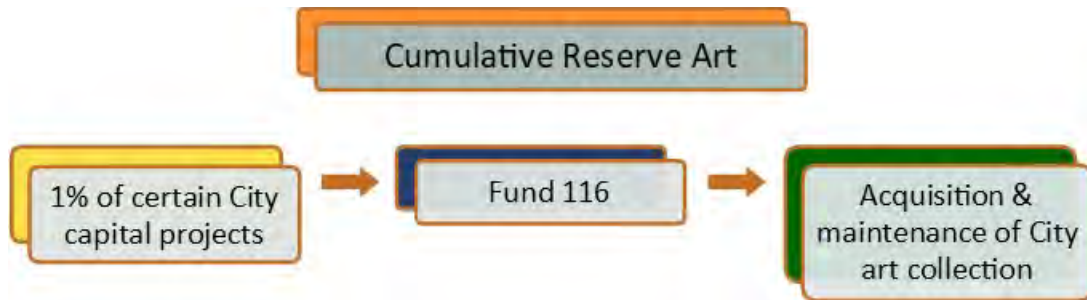 Cumulative Reserve Art
1% of certain City
capital projects
Fund 116
Acquisition &
maintenance of City
art collection